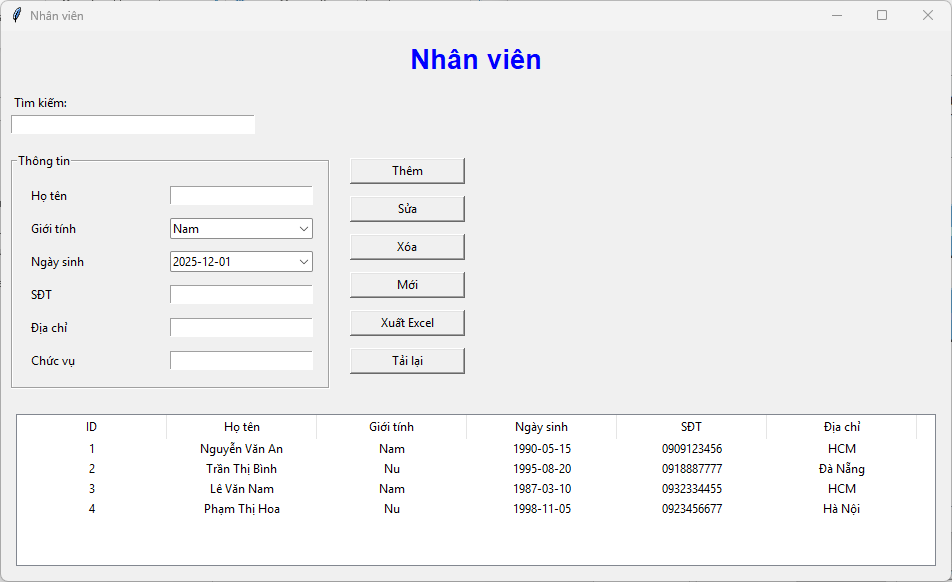 Nhân viên
Nhân viên
Tìm kiếm:
Thông tin
Họ tên
Giới tính Nam
Ngày sinh 2025-12-01
SĐT
Địa chỉ
Chức vụ
Thêm
Sửa
Xóa
Mới
Xuất Excel
Tải lại
ID Họ tên Giới tính Ngày sinh SĐT Địa chỉ
1 Nguyễn Văn An Nam 1990-05-15 0909123456 HCM
2 Trần Thị Bình Nu 1995-08-20 0918887777 Đà Nẵng
3 Lê Văn Nam Nam 1987-03-10 0932334455 HCM
4 Phạm Thị Hoa Nu 1998-11-05 0923456677 Hà Nội